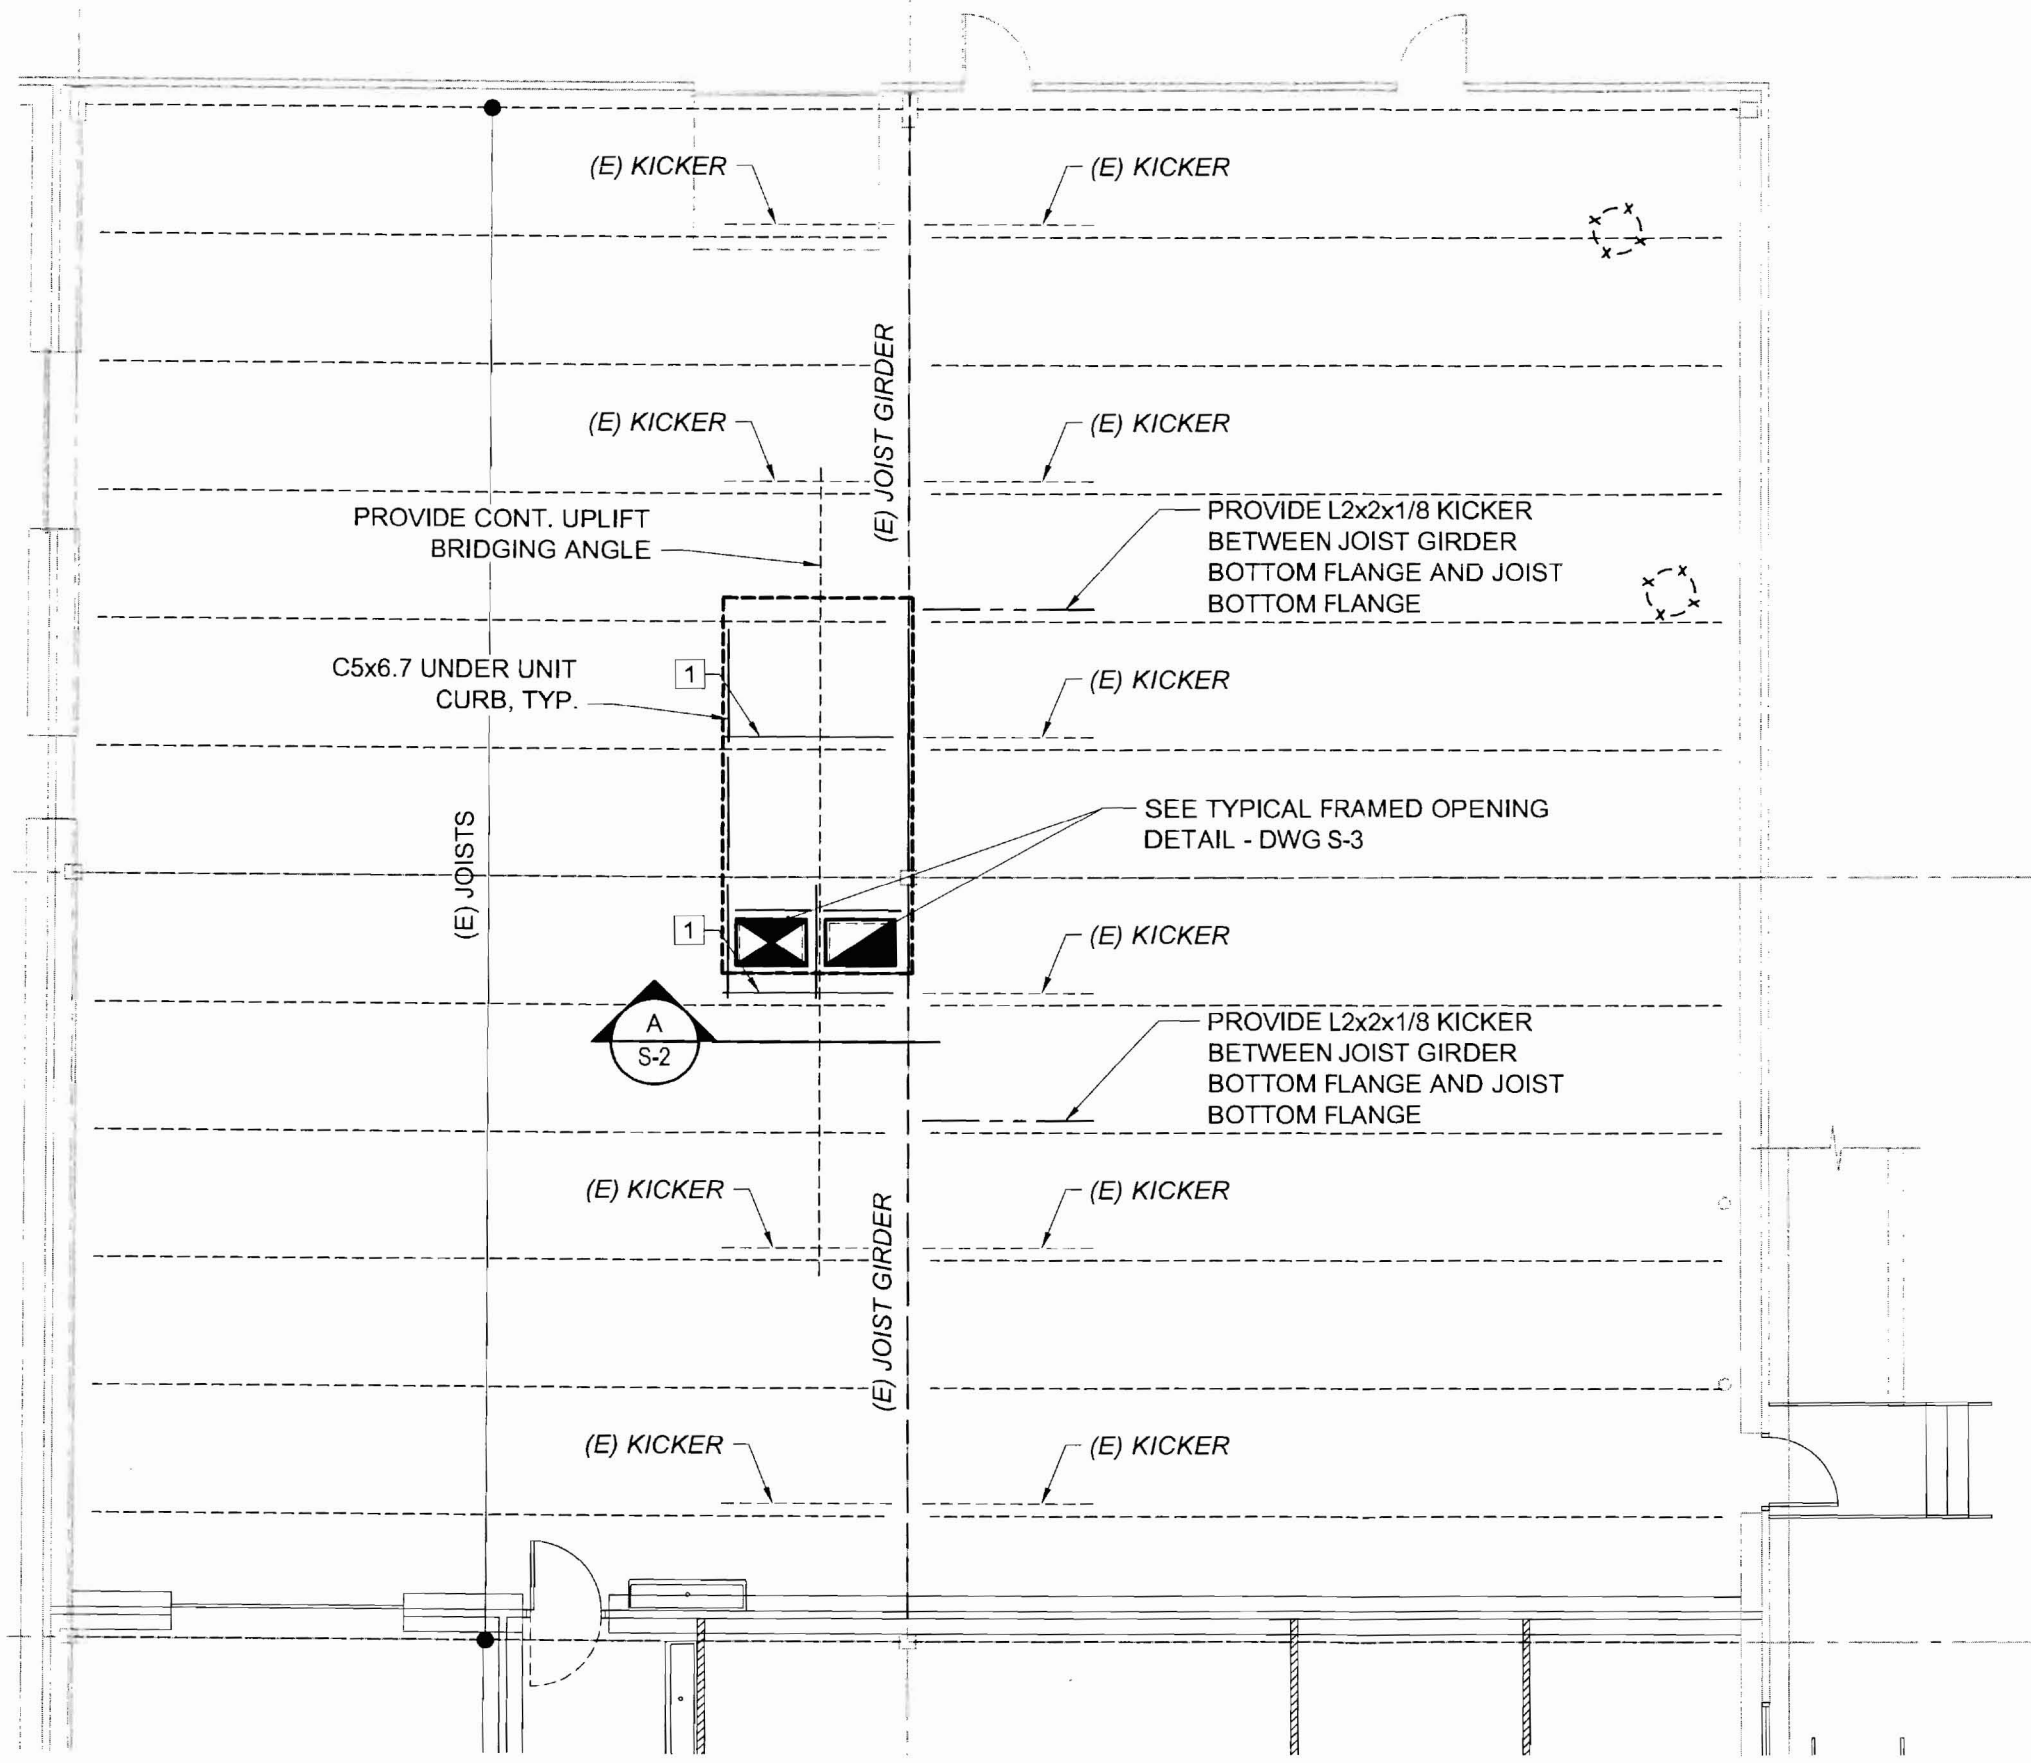 (E) KICKER
(E) KICKER
(E) JOIST GIRDER
(E) KICKER
(E) KICKER
PROVIDE CONT. UPLIFT
BRIDGING ANGLE
PROVIDE L2x2x1/8 KICKER
BETWEEN JOIST GIRDER
BOTTOM FLANGE AND JOIST
BOTTOM FLANGE
C5x6.7 UNDER UNIT
CURB, TYP.
1
(E) KICKER
SEE TYPICAL FRAMED OPENING
DETAIL - DWG S-3
(E) JOISTS
1
(E) KICKER
A
S-2
PROVIDE L2x2x1/8 KICKER
BETWEEN JOIST GIRDER
BOTTOM FLANGE AND JOIST
BOTTOM FLANGE
(E) KICKER
(E) KICKER
(E) JOIST GIRDER
(E) KICKER
(E) KICKER